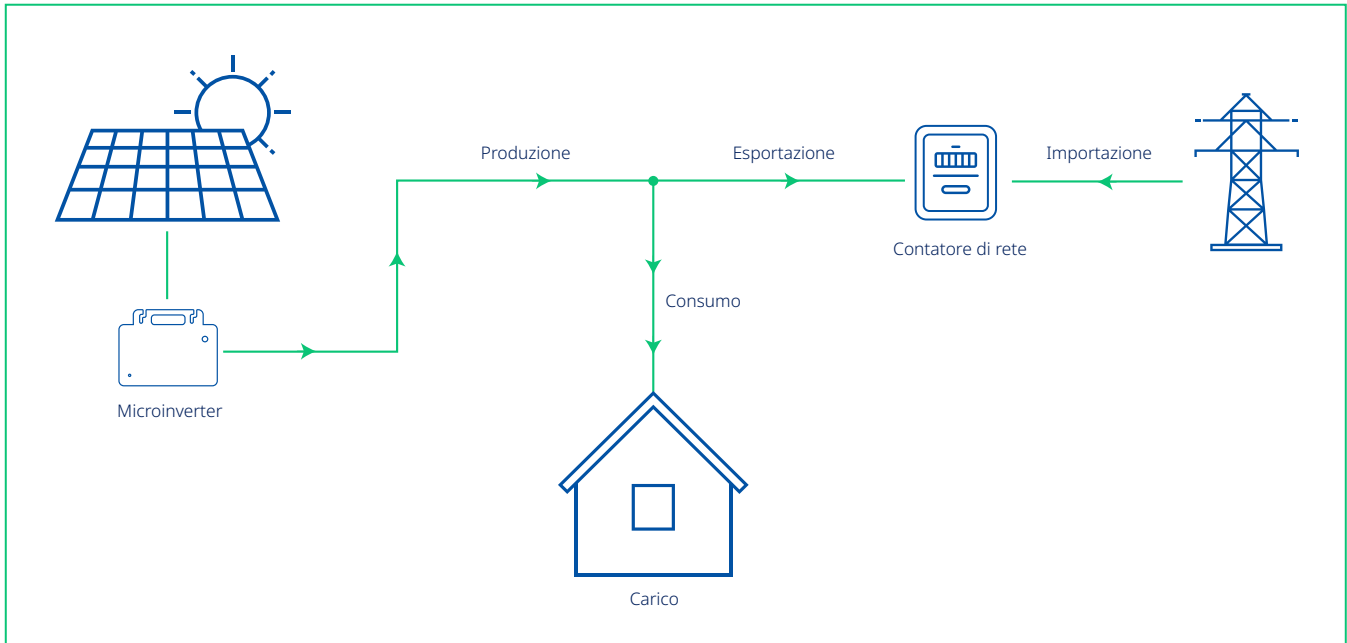 Produzione
Esportazione
Importazione
Contatore di rete
Consumo
Microinverter
Carico